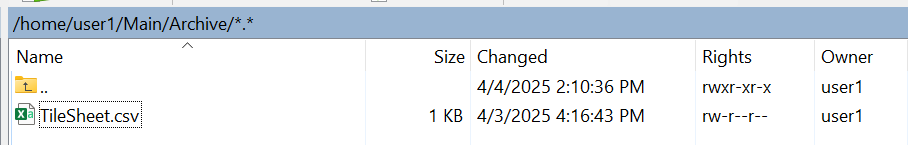 /home/user1/Main/Archive/*.*
Name Size Changed Rights Owner
.. 4/4/2025 2:10:36 PM rwxr-xr-x user1
TileSheet.csv 1 KB 4/3/2025 4:16:43 PM rw-r--r-- user1